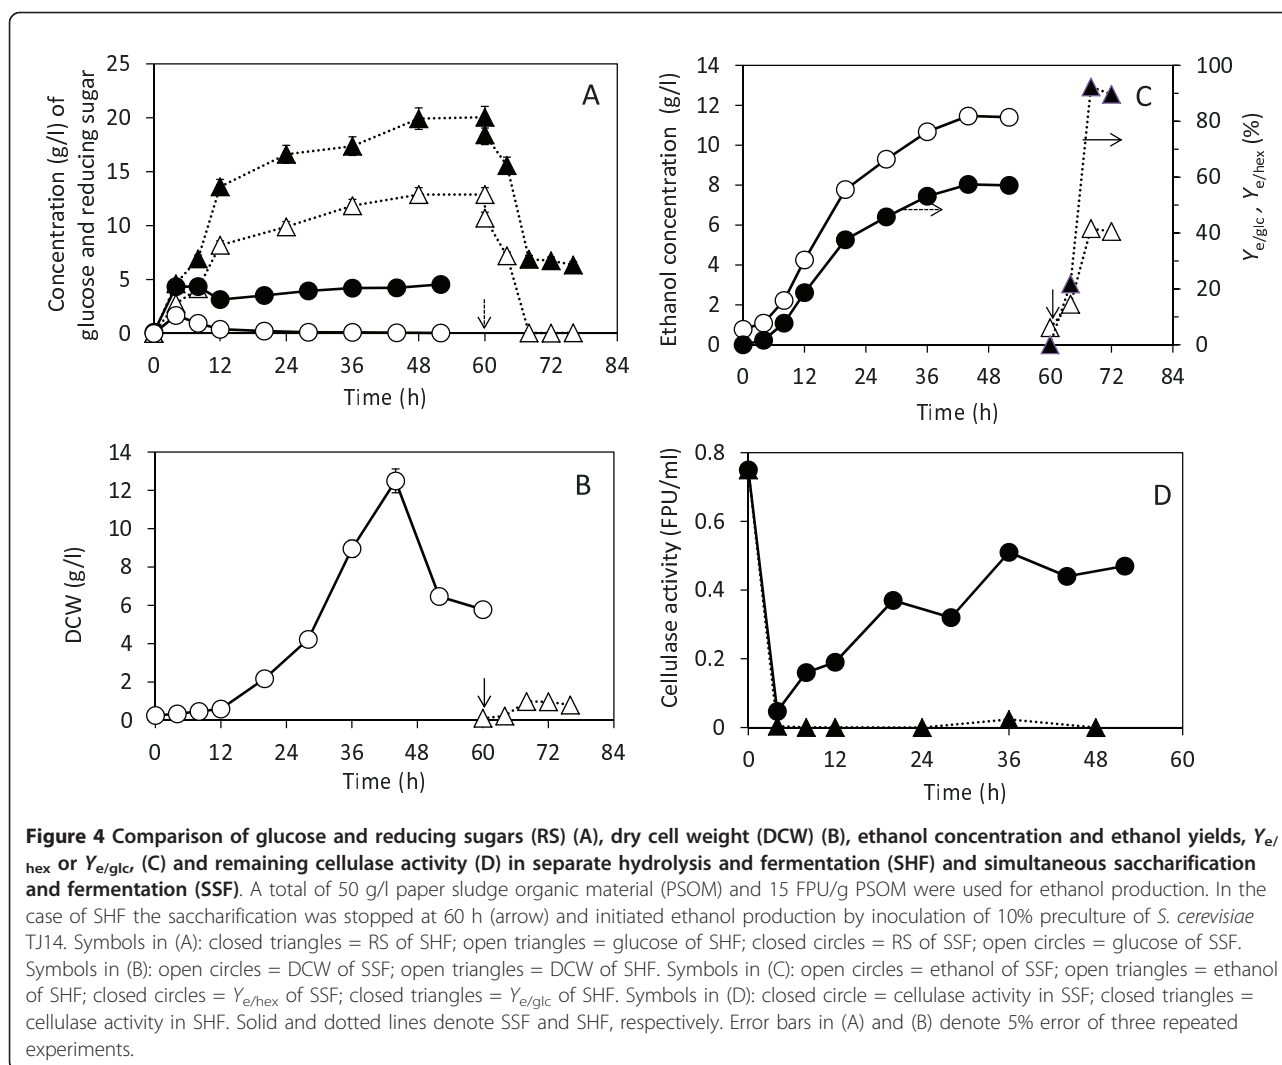 25
20
15
10
5
0
Concentration (g/l) of
glucose and reducing sugar
A
0 12 24 36 48 60 72 84
Time (h)
14
12
10
8
6
4
2
0
Ethanol concentration (g/l)
C
100
80
60
40
20
0
Ye/glc, Ye/hex (%)
0 12 24 36 48 60 72 84
Time (h)
14
12
10
8
6
4
2
0
DCW (g/l)
B
0 12 24 36 48 60 72 84
Time (h)
0.8
0.6
0.4
0.2
0
Cellulase activity (FPU/ml)
D
0 12 24 36 48 60
Time (h)
Figure 4 Comparison of glucose and reducing sugars (RS) (A), dry cell weight (DCW) (B), ethanol concentration and ethanol yields, Ye/
hex or Ye/glc, (C) and remaining cellulase activity (D) in separate hydrolysis and fermentation (SHF) and simultaneous saccharification
and fermentation (SSF). A total of 50 g/l paper sludge organic material (PSOM) and 15 FPU/g PSOM were used for ethanol production. In the
case of SHF the saccharification was stopped at 60 h (arrow) and initiated ethanol production by inoculation of 10% preculture of S. cerevisiae
TJ14. Symbols in (A): closed triangles = RS of SHF; open triangles = glucose of SHF; closed circles = RS of SSF; open circles = glucose of SSF.
Symbols in (B): open circles = DCW of SSF; open triangles = DCW of SHF. Symbols in (C): open circles = ethanol of SSF; open triangles = ethanol
of SHF; closed circles = Ye/hex of SSF; closed triangles = Ye/glc of SHF. Symbols in (D): closed circle = cellulase activity in SSF; closed triangles =
cellulase activity in SHF. Solid and dotted lines denote SSF and SHF, respectively. Error bars in (A) and (B) denote 5% error of three repeated
experiments.